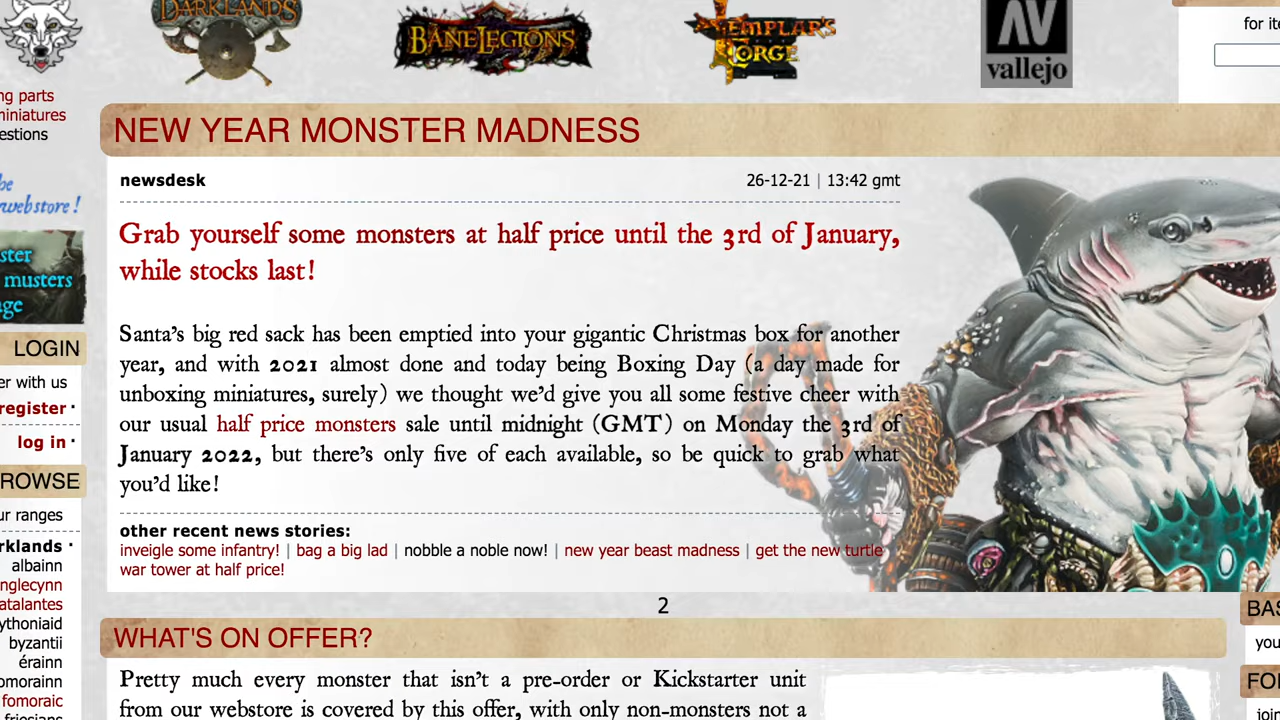 DARKLANDS
BANELEGIONS
TEMPLAR'S
FORGE
AV
vallejo
for
ng parts
miniatures
estions
he
webstore!
ster
musters
ge
LOGIN
er with us
register ·
log in ·
ROWSE
ur ranges
rklands ·
albainn
nglecynn
atalantes
ythoniaid
byzantii
érainn
omorainn
fomoraic
NEW YEAR MONSTER MADNESS
newsdesk
26-12-21 | 13:42 gmt
Grab yourself some monsters at half price until the 3rd of January,
while stocks last!
Santa's big red sack has been emptied into your gigantic Christmas box for another
year, and with 2021 almost done and today being Boxing Day (a day made for
unboxing miniatures, surely) we thought we'd give you all some festive cheer with
our usual half price monsters sale until midnight (GMT) on Monday the 3rd of
January 2022, but there's only five of each available, so be quick to grab what
you'd like!
other recent news stories:
inveigle some infantry! | bag a big lad | nobble a noble now! | new year beast madness | get the new turtle
war tower at half price!
2
WHAT'S ON OFFER?
Pretty much every monster that isn't a pre-order or Kickstarter unit
from our webstore is covered by this offer, with only non-monsters not a
BAS
you
FO